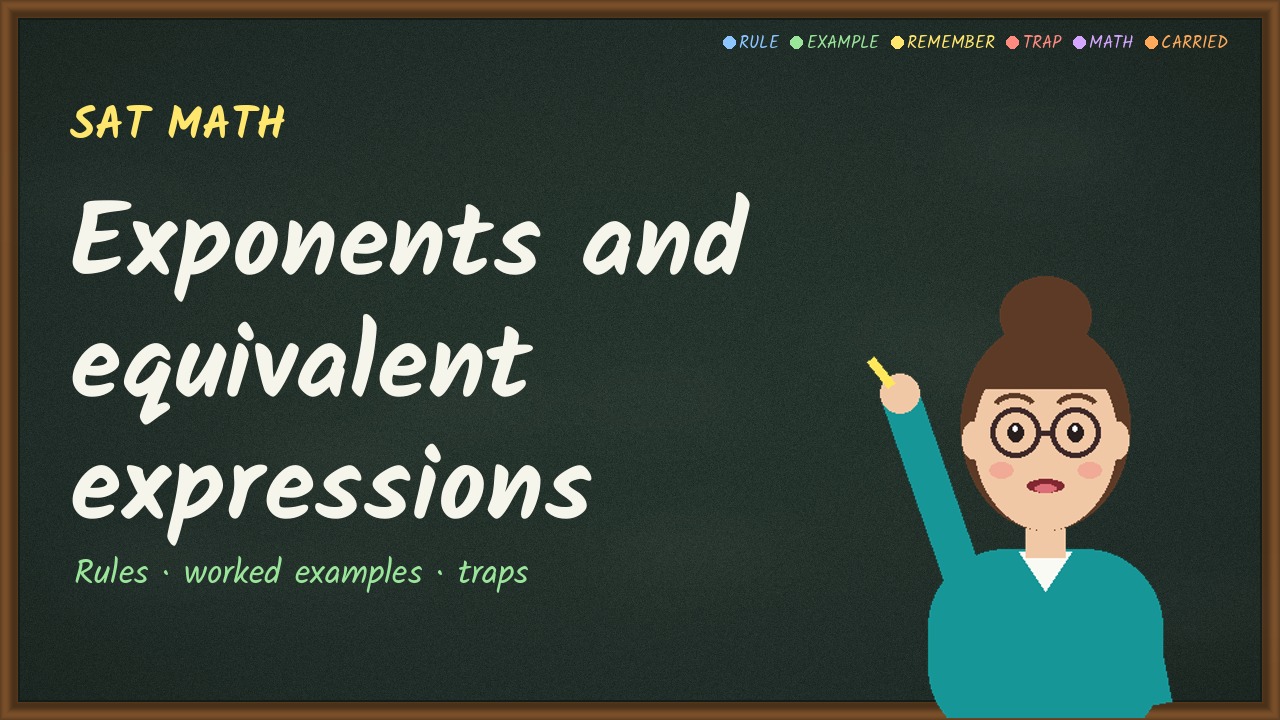 RULE EXAMPLE REMEMBER TRAP MATH CARRIED
SAT MATH
Exponents and
equivalent
expressions
Rules · worked examples · traps